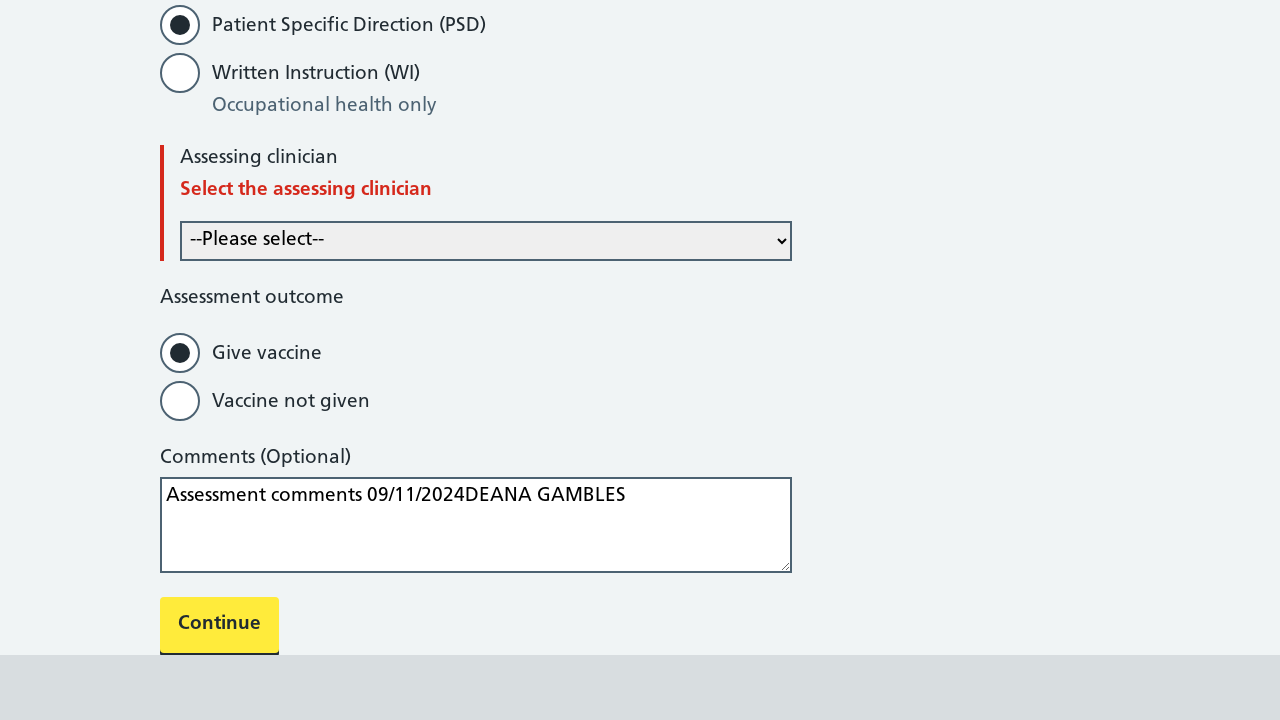 Patient Specific Direction (PSD)
Written Instruction (WI)
Occupational health only
Assessing clinician
Select the assessing clinician
--Please select--
Assessment outcome
Give vaccine
Vaccine not given
Comments (Optional)
Assessment comments 09/11/2024DEANA GAMBLES
Continue